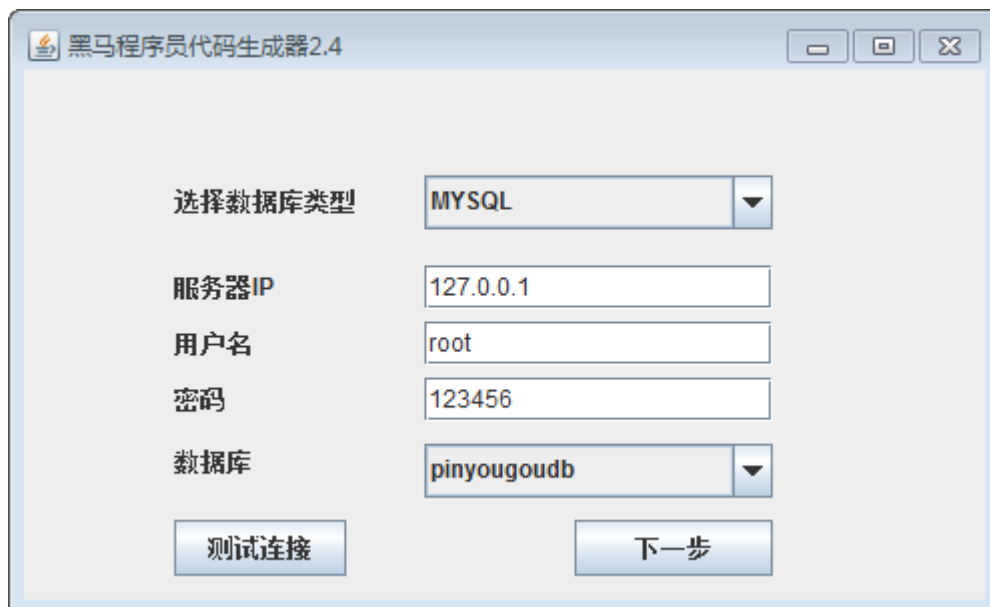 黑马程序员代码生成器2.4
选择数据库类型 MYSQL
服务器IP 127.0.0.1
用户名 root
密码 123456
数据库 pinyougoudb
测试连接 下一步